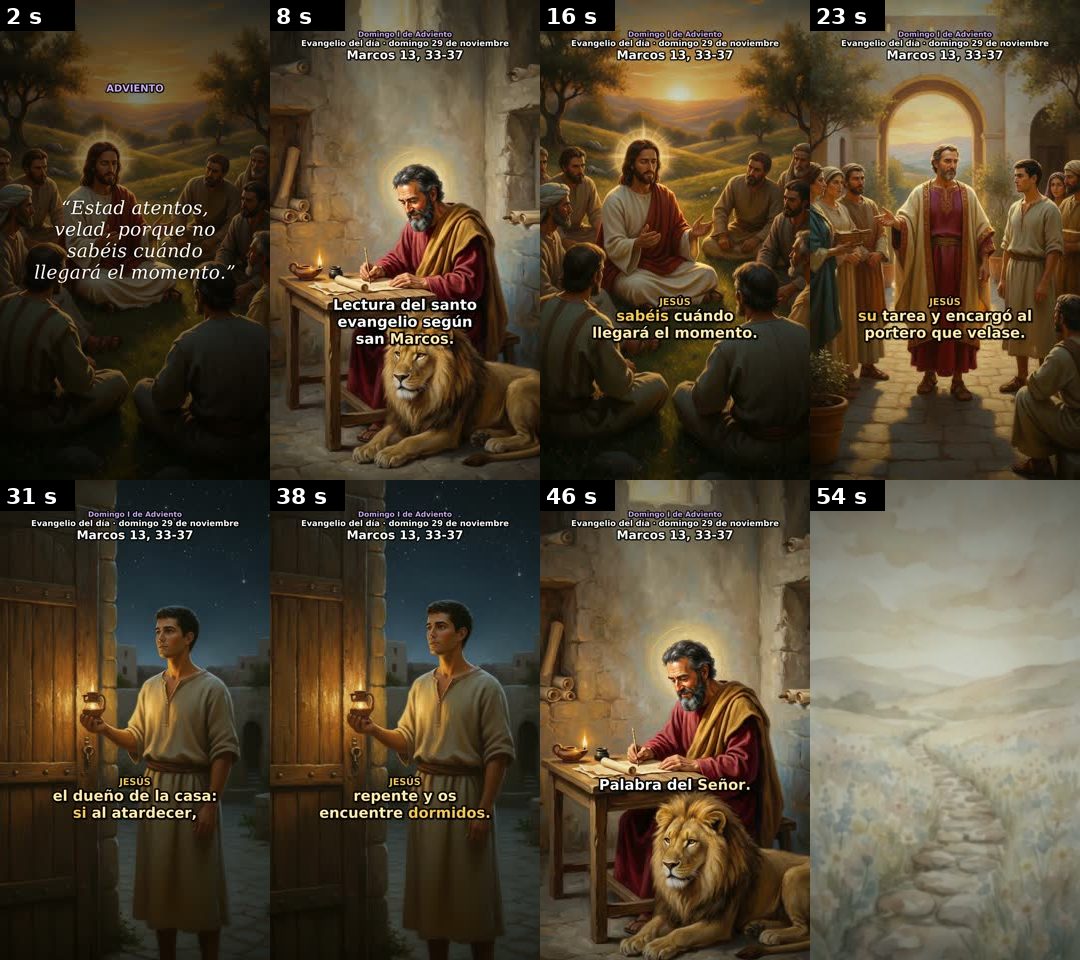 2 s
ADVIENTO
“Estad atentos,
velad, porque no
sabéis cuándo
llegará el momento.”
8 s
Domingo I de Adviento
Evangelio del día · domingo 29 de noviembre
Marcos 13, 33-37
Lectura del santo
evangelio según
san Marcos.
16 s
Domingo I de Adviento
Evangelio del día · domingo 29 de noviembre
Marcos 13, 33-37
JESÚS
sabéis cuándo
llegará el momento.
23 s
Domingo I de Adviento
Evangelio del día · domingo 29 de noviembre
Marcos 13, 33-37
JESÚS
su tarea y encargó al
portero que velase.
31 s
Domingo I de Adviento
Evangelio del día · domingo 29 de noviembre
Marcos 13, 33-37
JESÚS
el dueño de la casa:
si al atardecer,
38 s
Domingo I de Adviento
Evangelio del día · domingo 29 de noviembre
Marcos 13, 33-37
JESÚS
repente y os
encuentre dormidos.
46 s
Domingo I de Adviento
Evangelio del día · domingo 29 de noviembre
Marcos 13, 33-37
Palabra del Señor.
54 s